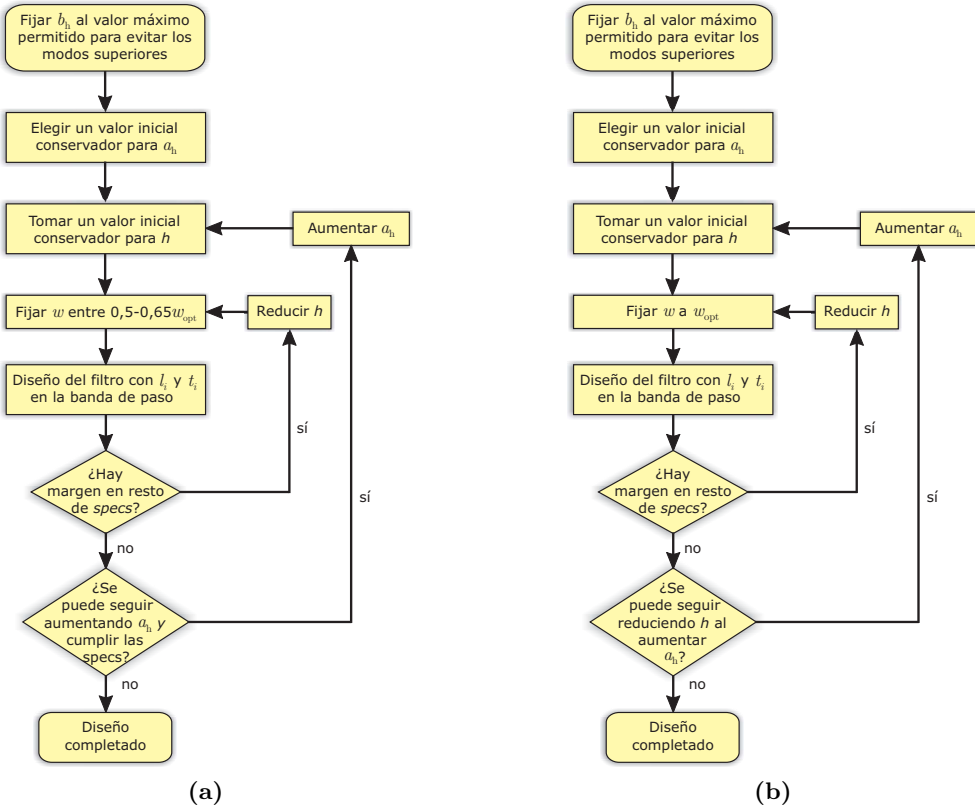 Fijar b_h al valor máximo
permitido para evitar los
modos superiores
Elegir un valor inicial
conservador para a_h
Tomar un valor inicial
conservador para h
Aumentar a_h
Fijar w entre 0,5-0,65w_opt
Reducir h
Diseño del filtro con l_i y t_i
en la banda de paso
sí
¿Hay
margen en resto
de specs?
sí
no
¿Se
puede seguir
aumentando a_h y
cumplir las
specs?
no
Diseño
completado
(a)
Fijar b_h al valor máximo
permitido para evitar los
modos superiores
Elegir un valor inicial
conservador para a_h
Tomar un valor inicial
conservador para h
Aumentar a_h
Fijar w a w_opt
Reducir h
Diseño del filtro con l_i y t_i
en la banda de paso
sí
¿Hay
margen en resto
de specs?
sí
no
¿Se
puede seguir
reduciendo h al
aumentar
a_h?
no
Diseño
completado
(b)